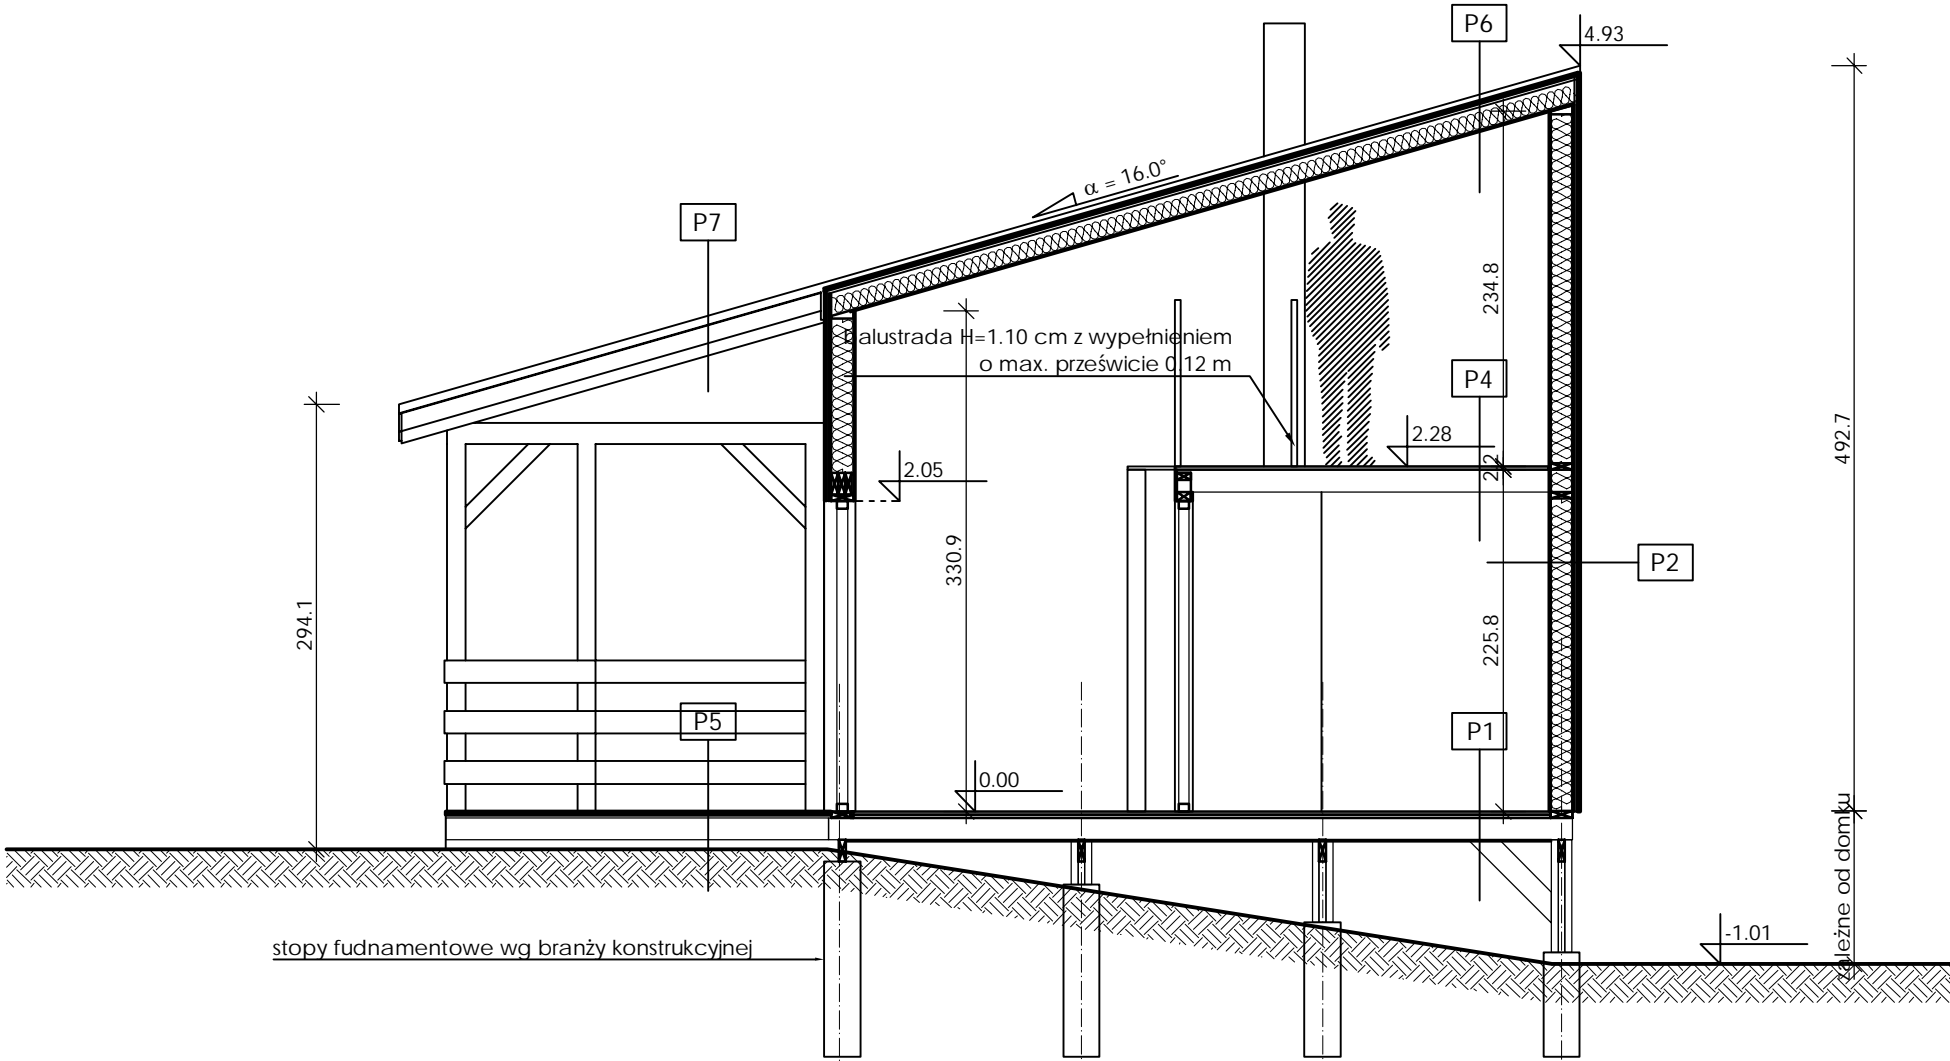 P6
4.93
α = 16.0°
P7
234.8
balustrada H=1.10 cm z wypełnieniem
o max. prześwicie 0.12 m
P4
2.28
2.05
22
492.7
330.9
P2
294.1
225.8
P5
P1
0.00
zależne od domku
-1.01
stopy fudnamentowe wg branży konstrukcyjnej